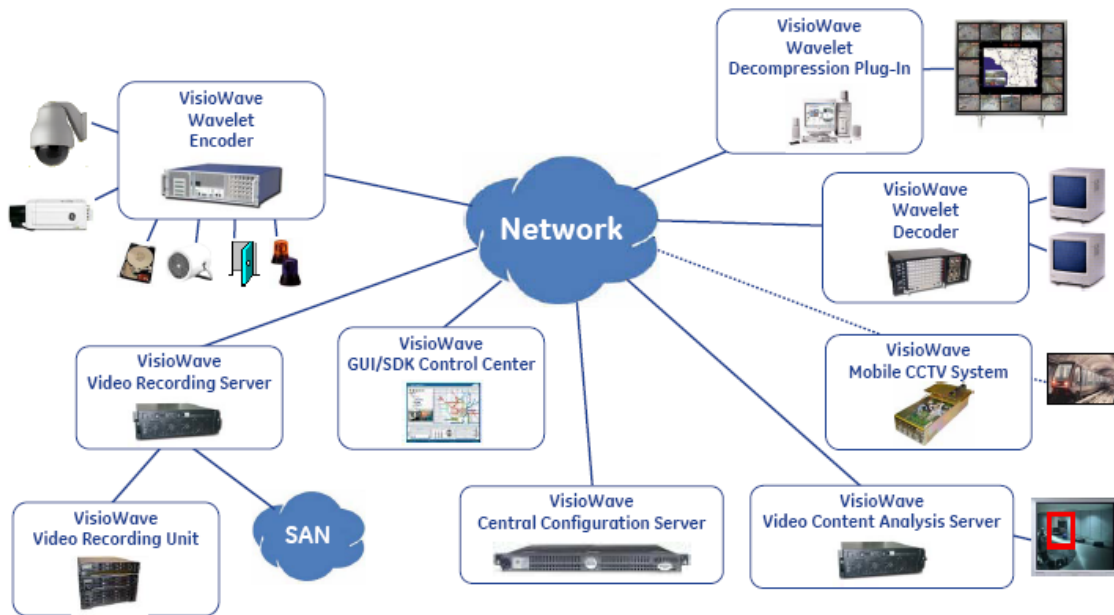 VisioWave
Wavelet
Decompression Plug-In
VisioWave
Wavelet
Encoder
VisioWave
Wavelet
Decoder
Network
VisioWave
Video Recording Server
VisioWave
GUI/SDK Control Center
VisioWave
Mobile CCTV System
VisioWave
Video Recording Unit
SAN
VisioWave
Central Configuration Server
VisioWave
Video Content Analysis Server